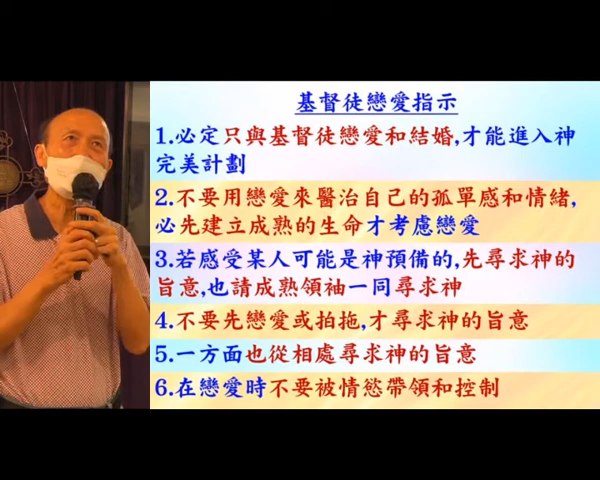 基督徒戀愛指示
1.必定只與基督徒戀愛和結婚,才能進入神
完美計劃
2.不要用戀愛來醫治自己的孤單感和情緒,
必先建立成熟的生命才考慮戀愛
3.若感受某人可能是神預備的,先尋求神的
旨意,也請成熟領袖一同尋求神
4.不要先戀愛或拍拖,才尋求神的旨意
5.一方面也從相處尋求神的旨意
6.在戀愛時不要被情慾帶領和控制